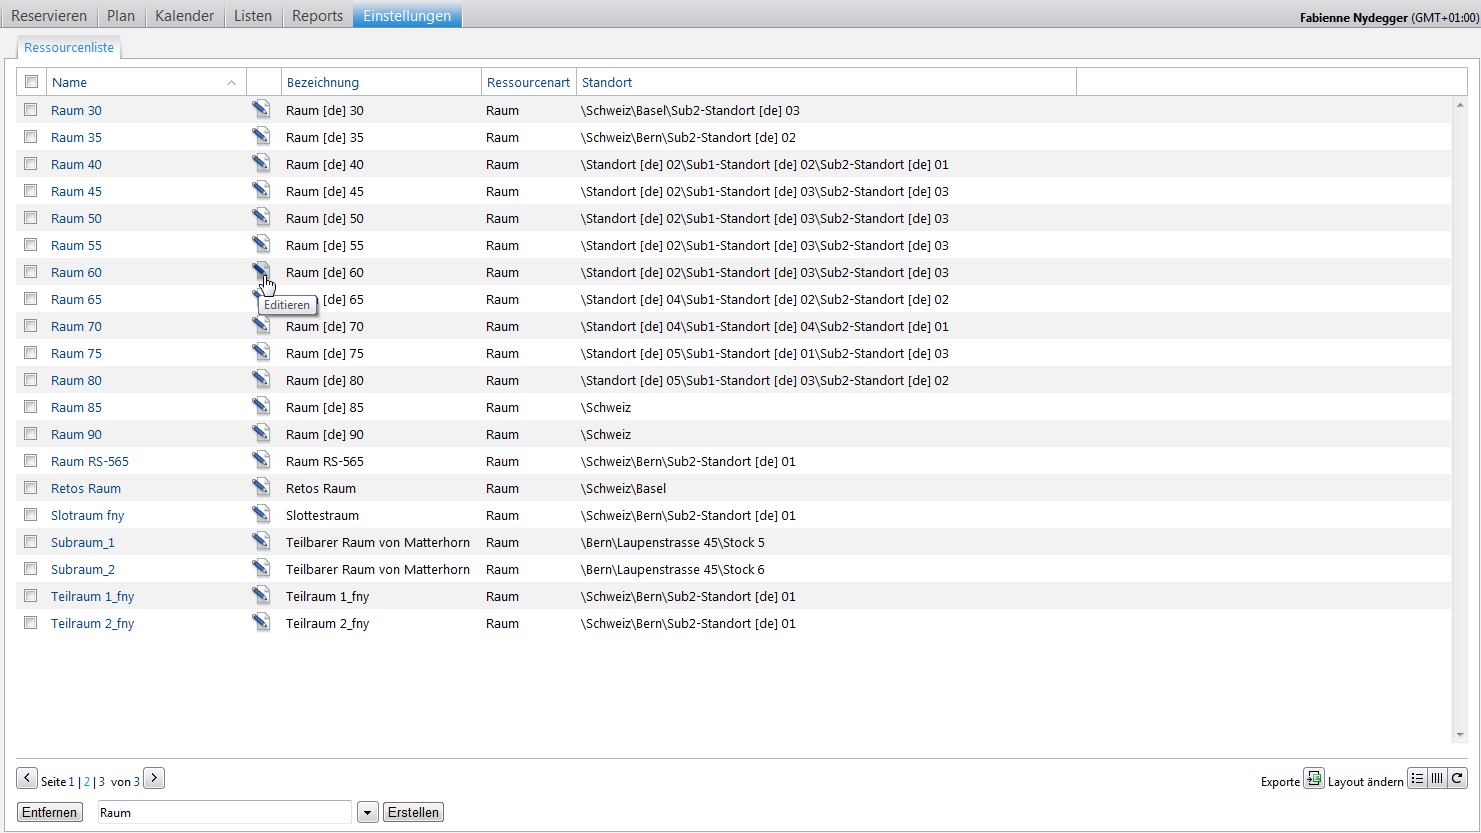 Reservieren Plan Kalender Listen Reports Einstellungen Fabienne Nydegger (GMT+01:00)
Ressourcenliste
Name Bezeichnung Ressourcenart Standort
Raum 30 Raum [de] 30 Raum \Schweiz\Basel\Sub2-Standort [de] 03
Raum 35 Raum [de] 35 Raum \Schweiz\Bern\Sub2-Standort [de] 02
Raum 40 Raum [de] 40 Raum \Standort [de] 02\Sub1-Standort [de] 02\Sub2-Standort [de] 01
Raum 45 Raum [de] 45 Raum \Standort [de] 02\Sub1-Standort [de] 03\Sub2-Standort [de] 03
Raum 50 Raum [de] 50 Raum \Standort [de] 02\Sub1-Standort [de] 03\Sub2-Standort [de] 03
Raum 55 Raum [de] 55 Raum \Standort [de] 02\Sub1-Standort [de] 03\Sub2-Standort [de] 03
Raum 60 Raum [de] 60 Raum \Standort [de] 02\Sub1-Standort [de] 03\Sub2-Standort [de] 03
Raum 65 [de] 65 Raum \Standort [de] 04\Sub1-Standort [de] 02\Sub2-Standort [de] 02
Editieren
Raum 70 Raum [de] 70 Raum \Standort [de] 04\Sub1-Standort [de] 04\Sub2-Standort [de] 01
Raum 75 Raum [de] 75 Raum \Standort [de] 05\Sub1-Standort [de] 01\Sub2-Standort [de] 03
Raum 80 Raum [de] 80 Raum \Standort [de] 05\Sub1-Standort [de] 03\Sub2-Standort [de] 02
Raum 85 Raum [de] 85 Raum \Schweiz
Raum 90 Raum [de] 90 Raum \Schweiz
Raum RS-565 Raum RS-565 Raum \Schweiz\Bern\Sub2-Standort [de] 01
Retos Raum Retos Raum Raum \Schweiz\Basel
Slotraum fny Slottestraum Raum \Schweiz\Bern\Sub2-Standort [de] 01
Subraum_1 Teilbarer Raum von Matterhorn Raum \Bern\Laupenstrasse 45\Stock 5
Subraum_2 Teilbarer Raum von Matterhorn Raum \Bern\Laupenstrasse 45\Stock 6
Teilraum 1_fny Teilraum 1_fny Raum \Schweiz\Bern\Sub2-Standort [de] 01
Teilraum 2_fny Teilraum 2_fny Raum \Schweiz\Bern\Sub2-Standort [de] 01
Seite 1 | 2 | 3 von 3 Exporte Layout ändern
Entfernen Raum Erstellen